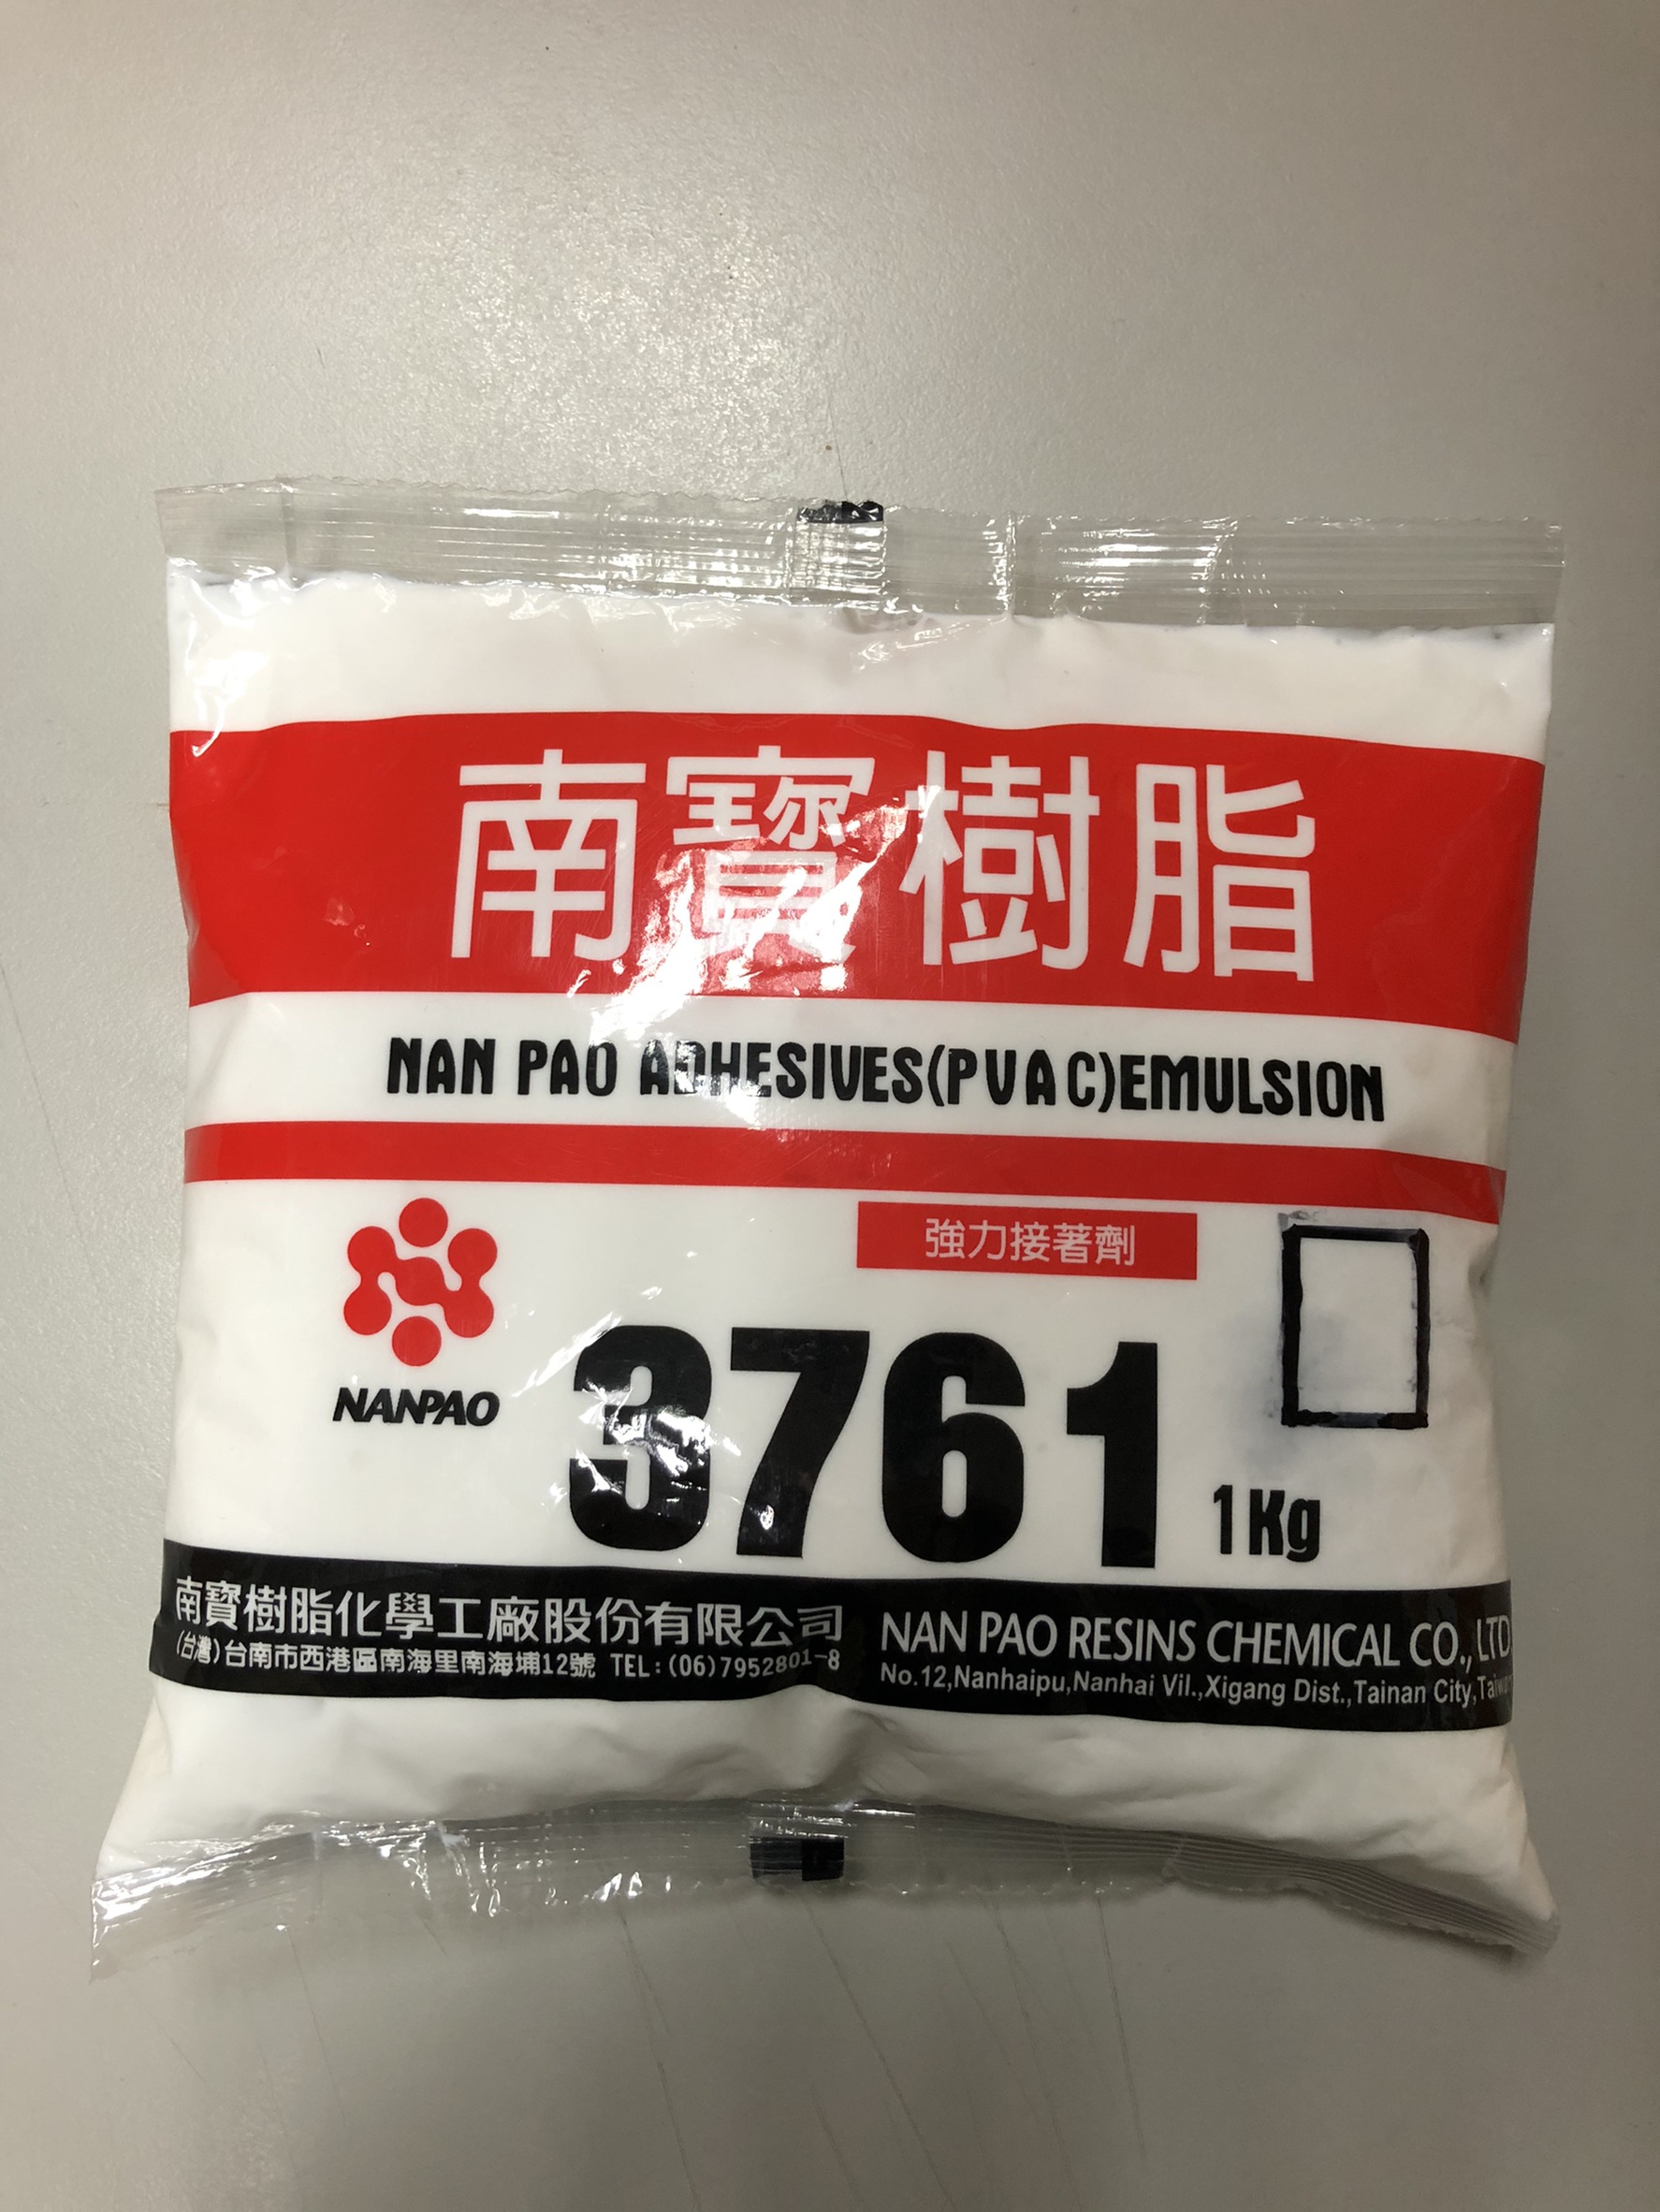 南寶樹脂
NAN PAO ADHESIVES(PVAC)EMULSION
強力接著劑
NANPAO
3761
1Kg
南寶樹脂化學工廠股份有限公司
(台灣)台南市西港區南海里南海埔12號 TEL:(06)7952801-8
NAN PAO RESINS CHEMICAL CO., LTD.
No.12,Nanhaipu,Nanhai Vil.,Xigang Dist.,Tainan City,Taiwan